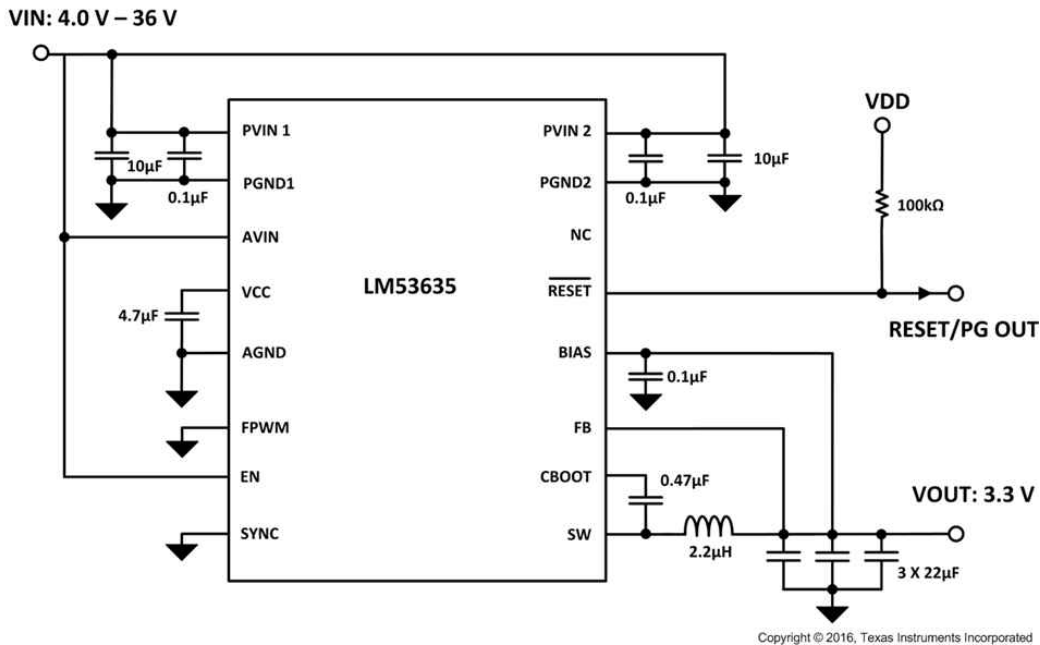 VIN: 4.0 V – 36 V
PVIN 1
PVIN 2
VDD
10µF
10µF
PGND1
PGND2
0.1µF
0.1µF
100kΩ
AVIN
NC
VCC
LM53635
RESET
4.7µF
RESET/PG OUT
AGND
BIAS
0.1µF
FPWM
FB
EN
CBOOT
0.47µF
VOUT: 3.3 V
SYNC
SW
2.2µH
3 X 22µF
Copyright © 2016, Texas Instruments Incorporated